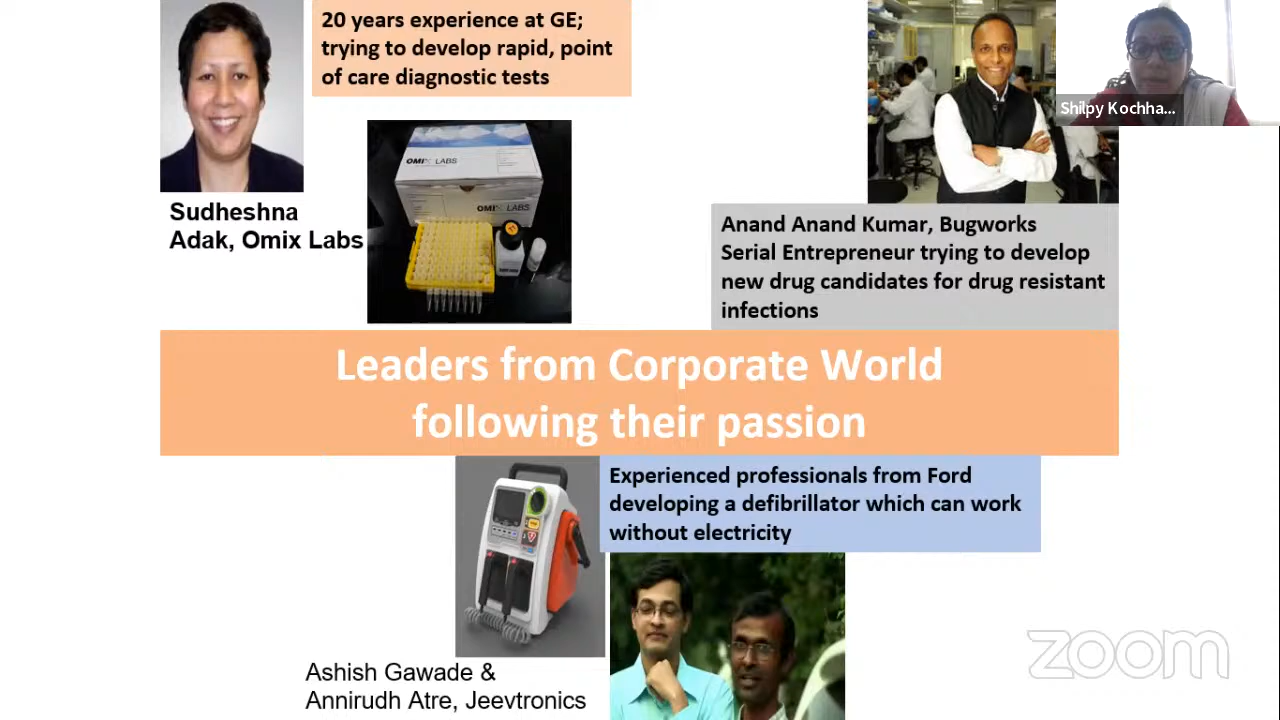 20 years experience at GE;
trying to develop rapid, point
of care diagnostic tests
Shilpy Kochha...
OMIX LABS
OMIX LABS
Sudheshna
Adak, Omix Labs
Anand Anand Kumar, Bugworks
Serial Entrepreneur trying to develop
new drug candidates for drug resistant
infections
Leaders from Corporate World
following their passion
Experienced professionals from Ford
developing a defibrillator which can work
without electricity
Ashish Gawade &
Annirudh Atre, Jeevtronics
zoom